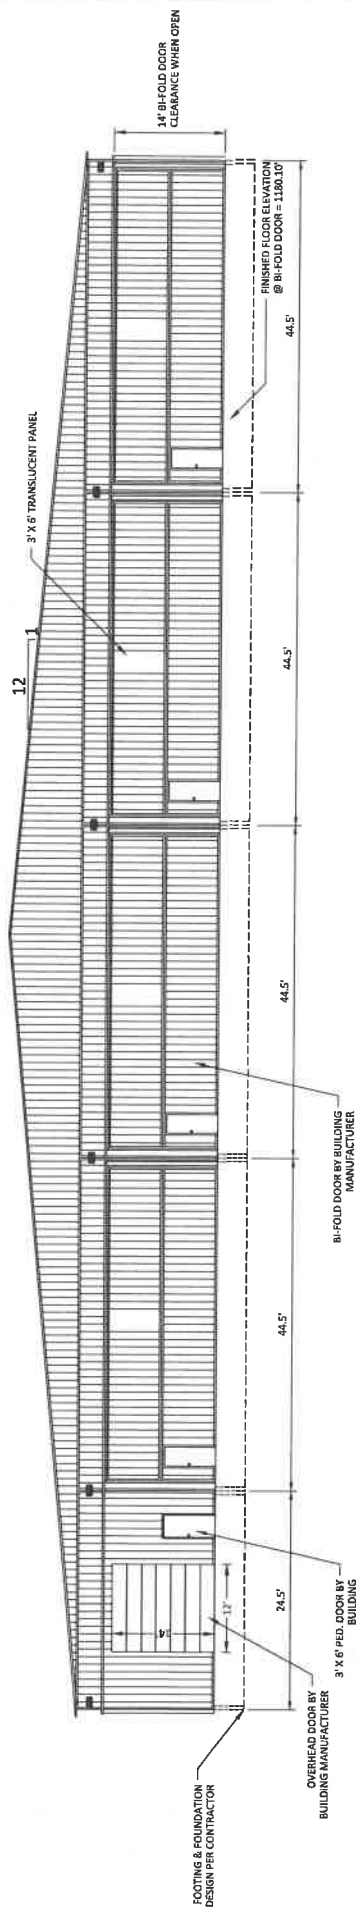 14' BI-FOLD DOOR
CLEARANCE WHEN OPEN
3' X 6' TRANSLUCENT PANEL
12
1
FINISHED FLOOR ELEVATION
@ BI-FOLD DOOR = 1180.10'
44.5'
44.5'
44.5'
44.5'
24.5'
12'
14'
BI-FOLD DOOR BY BUILDING
MANUFACTURER
3' X 6' PED. DOOR BY
BUILDING
OVERHEAD DOOR BY
BUILDING MANUFACTURER
FOOTING & FOUNDATION
DESIGN PER CONTRACTOR